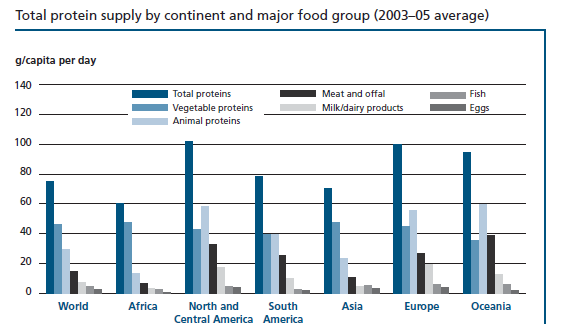 Total protein supply by continent and major food group (2003–05 average)
g/capita per day
140
120
100
80
60
40
20
0
Total proteins
Vegetable proteins
Animal proteins
Meat and offal
Milk/dairy products
Fish
Eggs
World
Africa
North and
Central America
South
America
Asia
Europe
Oceania